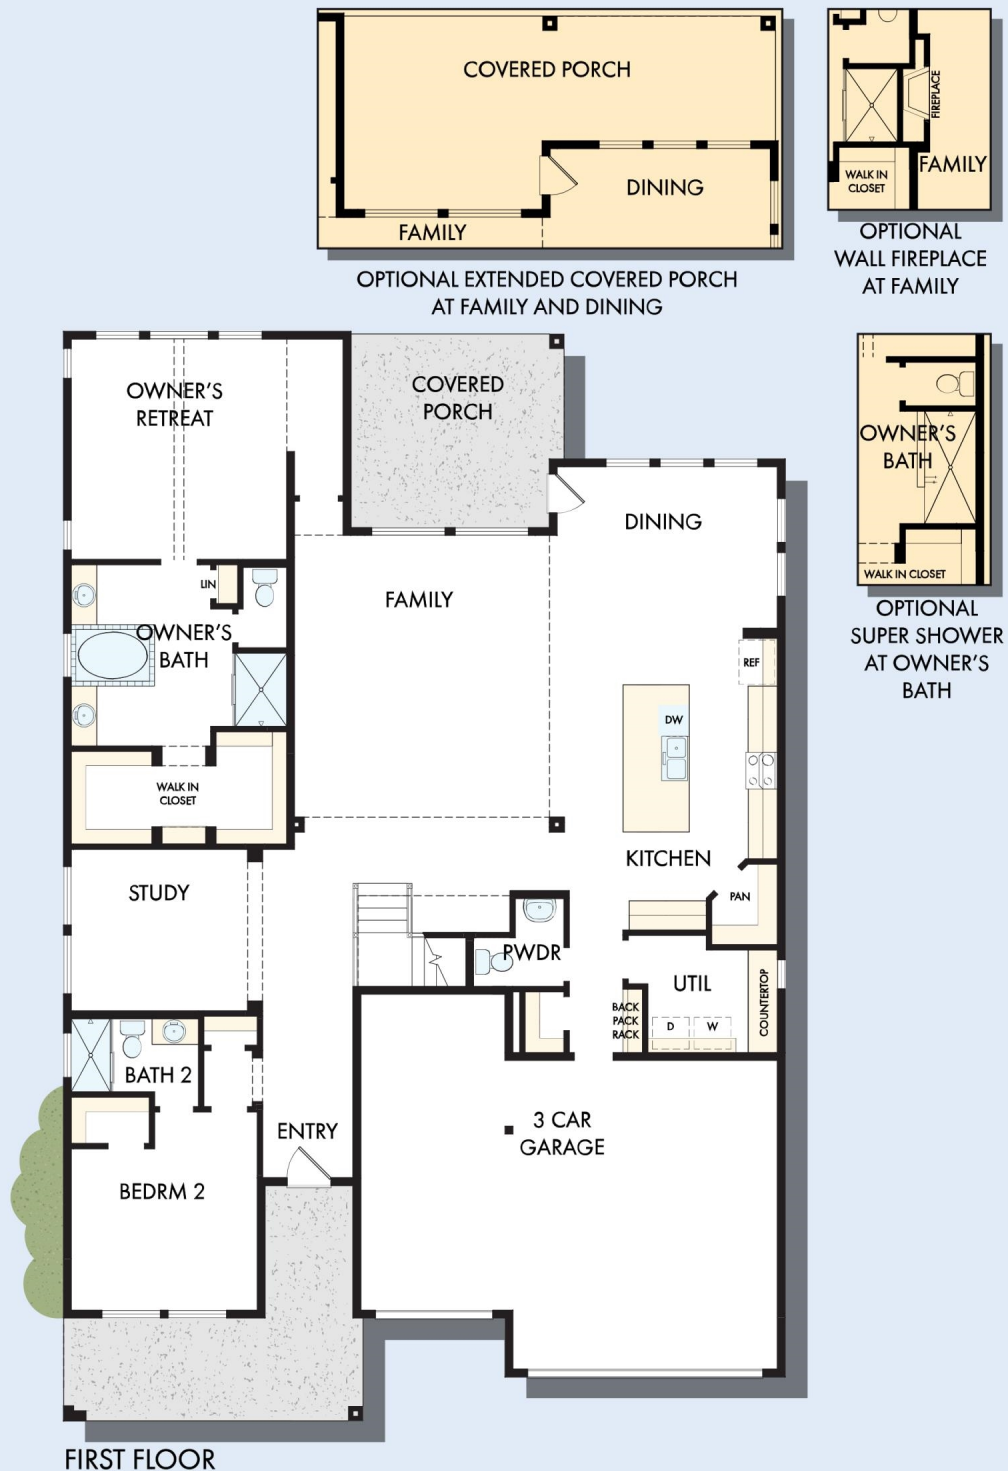 COVERED PORCH
DINING
FAMILY
OPTIONAL EXTENDED COVERED PORCH
AT FAMILY AND DINING
FIREPLACE
FAMILY
WALK IN
CLOSET
OPTIONAL
WALL FIREPLACE
AT FAMILY
OWNER'S
RETREAT
COVERED
PORCH
OWNER'S
BATH
WALK IN CLOSET
OPTIONAL
SUPER SHOWER
AT OWNER'S
BATH
DINING
LIN
FAMILY
OWNER'S
BATH
REF
DW
WALK IN
CLOSET
KITCHEN
STUDY
PAN
PWDR
UTIL
COUNTERTOP
BACK
PACK
RACK
D
W
BATH 2
ENTRY
3 CAR
GARAGE
BEDRM 2
FIRST FLOOR